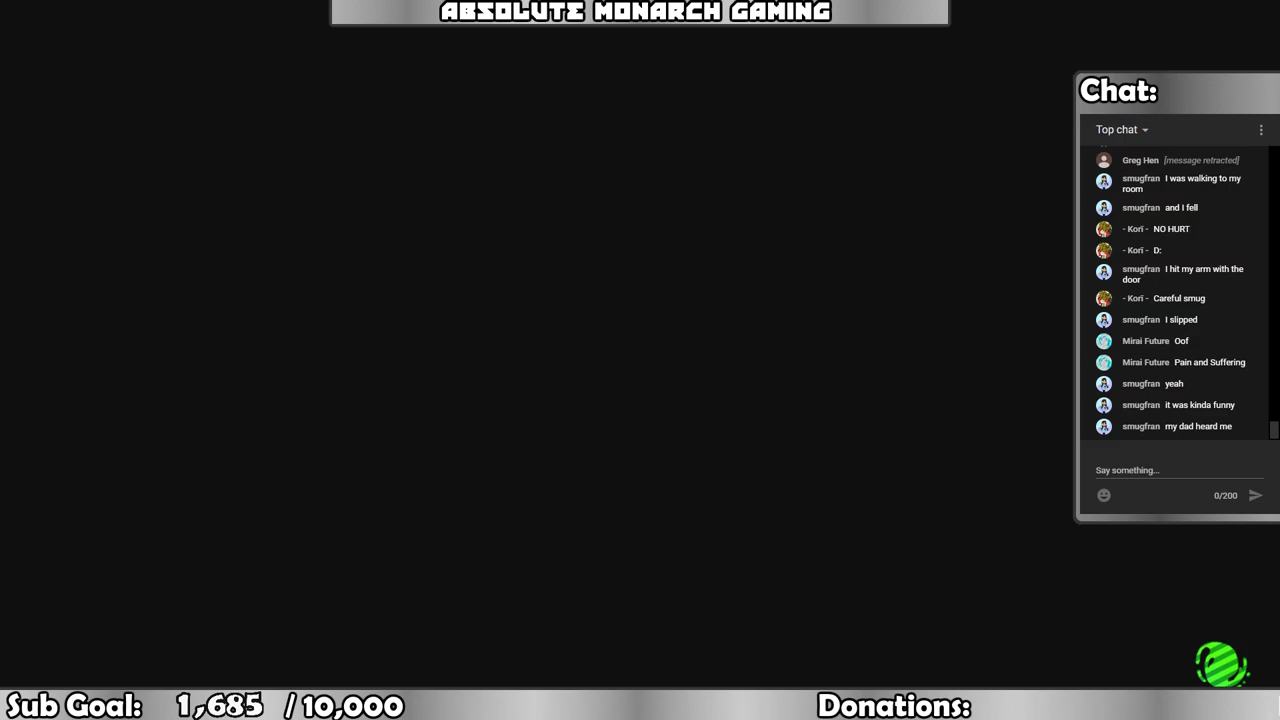 ABSOLUTE MONARCH GAMING
Chat:
Top chat
Greg Hen [message retracted]
smugfran I was walking to my
room
smugfran and I fell
- Kori - NO HURT
- Kori - D:
smugfran I hit my arm with the
door
- Kori - Careful smug
smugfran I slipped
Mirai Future Oof
Mirai Future Pain and Suffering
smugfran yeah
smugfran it was kinda funny
smugfran my dad heard me
Say something...
0/200
Sub Goal: 1,685 / 10,000
Donations: